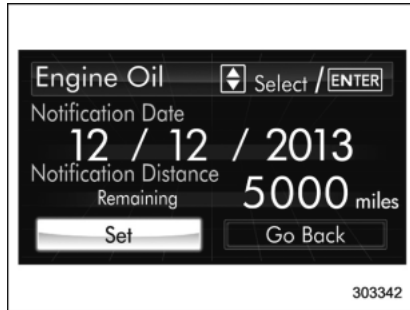 Engine Oil Select / ENTER
Notification Date
12 / 12 / 2013
Notification Distance
Remaining 5000 miles
Set Go Back
303342